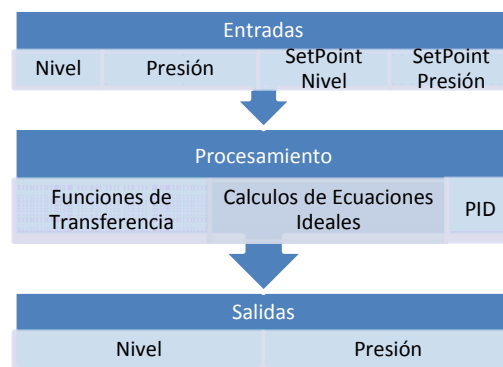 Entradas
Nivel
Presión
SetPoint
Nivel
SetPoint
Presión
Procesamiento
Funciones de
Transferencia
Calculos de Ecuaciones
Ideales
PID
Salidas
Nivel
Presión